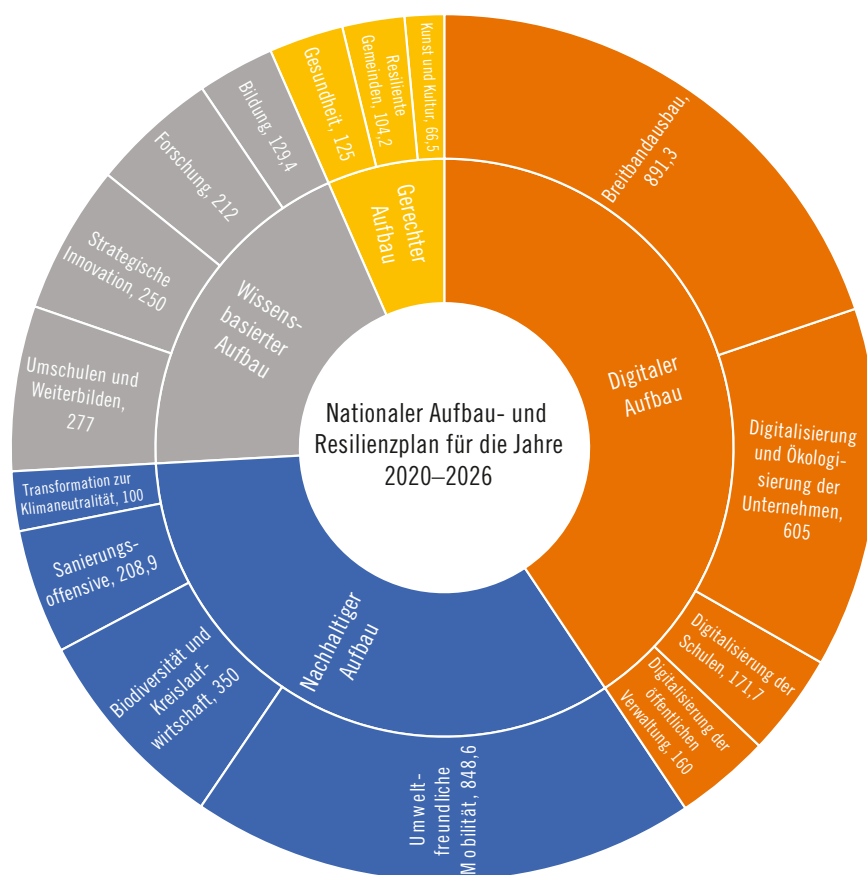 Nationaler Aufbau- und
Resilienzplan für die Jahre
2020–2026
Digitaler
Aufbau
Breitbandausbau,
891,3
Digitalisierung
und Ökologi-
sierung der
Unternehmen,
605
Digitalisierung der
Schulen, 171,7
Digitalisierung der
öffentlichen
Verwaltung, 160
Nachhaltiger
Aufbau
Umwelt-
freundliche
Mobilität, 848,6
Biodiversität und
Kreislauf-
wirtschaft, 350
Sanierungs-
offensive, 208,9
Transformation zur
Klimaneutralität, 100
Wissens-
basierter
Aufbau
Umschulen und
Weiterbilden,
277
Strategische
Innovation, 250
Forschung, 212
Bildung, 129,4
Gerechter
Aufbau
Gesundheit, 125
Resiliente
Gemeinden, 104,2
Kunst und Kultur, 66,5